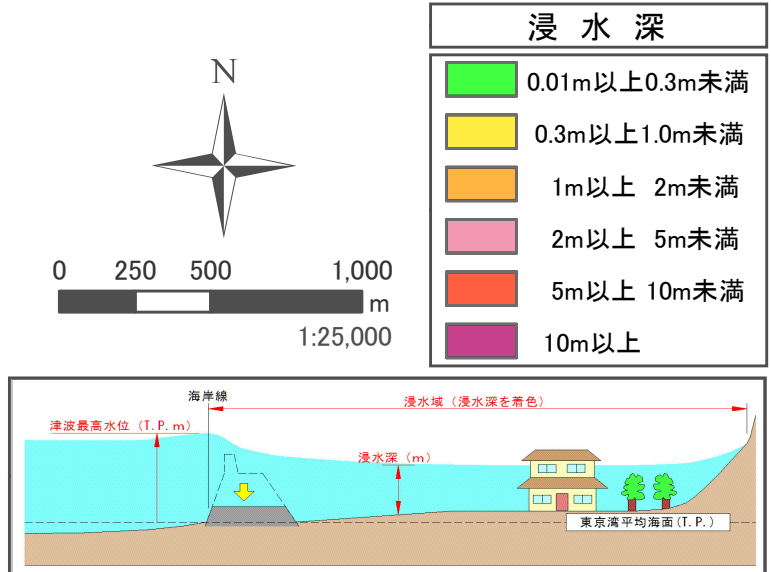 浸 水 深
N
0.01m以上0.3m未満
0.3m以上1.0m未満
1m以上 2m未満
2m以上 5m未満
5m以上 10m未満
10m以上
0 250 500 1,000
m
1:25,000
海岸線
津波最高水位（T.P.m）
浸水域（浸水深を着色）
浸水深（m）
東京湾平均海面(T.P.)